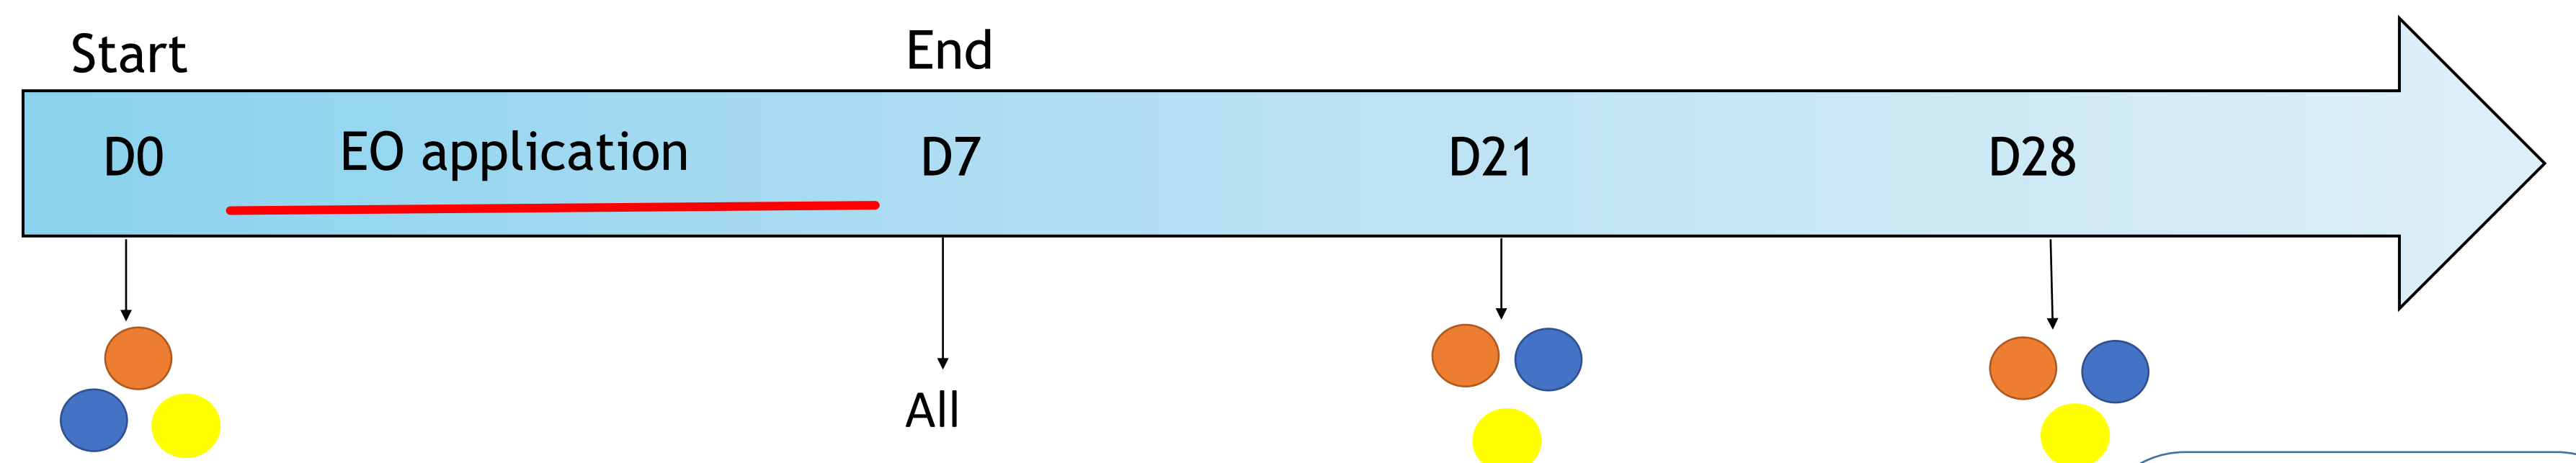 Start
End
D0
EO application
D7
D21
D28
All